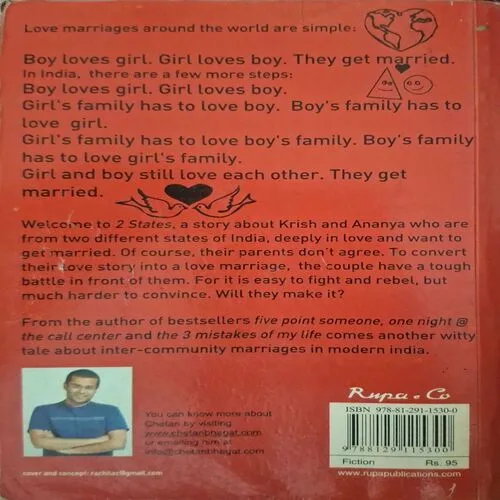 Love marriages around the world are simple:
Boy loves girl. Girl loves boy. They get married.
In India, there are a few more steps:
Boy loves Girl. Girl loves Boy.
Girl's family has to love boy. Boy's family has to
love girl.
Girl's family has to love boy's family. Boy's family
has to love girl's family.
Girl and boy still love each other. They get
married.
Welcome to 2 States, a story about Krish and Ananya who are
from two different states of India, deeply in love and want to
get married. Of course, their parents don't agree. To convert
their love story into a love marriage, the couple have a tough
battle in front of them. For it is easy to fight and rebel, but
much harder to convince. Will they make it?
From the author of bestsellers five point someone, one night @
the call center and the 3 mistakes of my life comes another witty
tale about inter-community marriages in modern india.
You can know more about
Chetan by visiting
www.chetanbhagat.com
or emailing him at
info@chetanbhagat.com
cover and concept: rachitac@gmail.com
Rupa & Co
ISBN 978-81-291-1530-0
9 788129 115300
Fiction Rs. 95
www.rupapublications.com